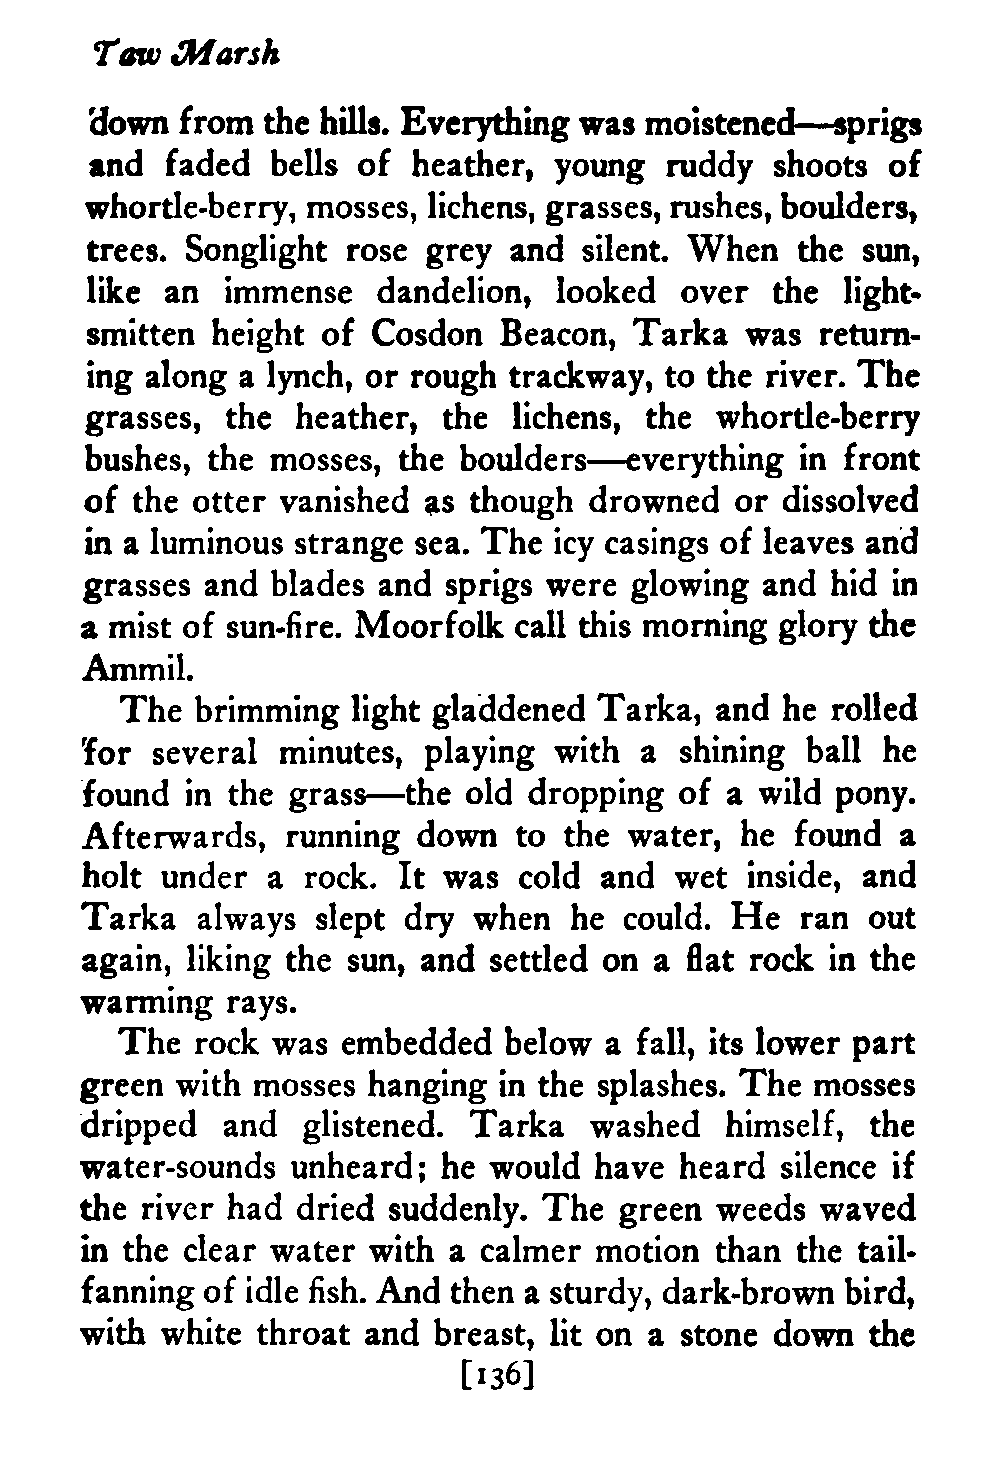 Taw Marsh
down from the hills. Everything was moistened—sprigs
and faded bells of heather, young ruddy shoots of
whortle-berry, mosses, lichens, grasses, rushes, boulders,
trees. Songlight rose grey and silent. When the sun,
like an immense dandelion, looked over the light-
smitten height of Cosdon Beacon, Tarka was return-
ing along a lynch, or rough trackway, to the river. The
grasses, the heather, the lichens, the whortle-berry
bushes, the mosses, the boulders—everything in front
of the otter vanished as though drowned or dissolved
in a luminous strange sea. The icy casings of leaves and
grasses and blades and sprigs were glowing and hid in
a mist of sun-fire. Moorfolk call this morning glory the
Ammil.
The brimming light gladdened Tarka, and he rolled
for several minutes, playing with a shining ball he
found in the grass—the old dropping of a wild pony.
Afterwards, running down to the water, he found a
holt under a rock. It was cold and wet inside, and
Tarka always slept dry when he could. He ran out
again, liking the sun, and settled on a flat rock in the
warming rays.
The rock was embedded below a fall, its lower part
green with mosses hanging in the splashes. The mosses
dripped and glistened. Tarka washed himself, the
water-sounds unheard; he would have heard silence if
the river had dried suddenly. The green weeds waved
in the clear water with a calmer motion than the tail-
fanning of idle fish. And then a sturdy, dark-brown bird,
with white throat and breast, lit on a stone down the
[136]